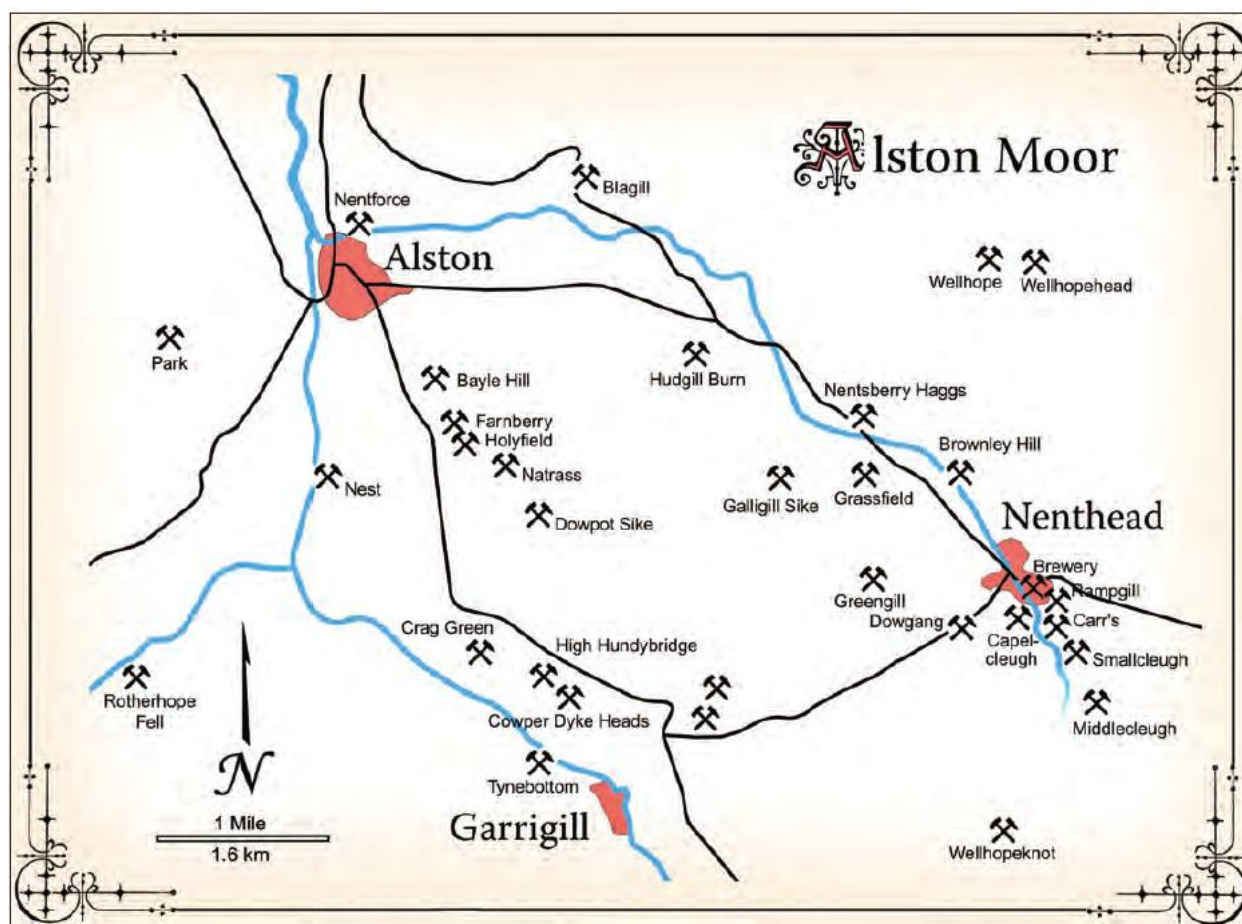 Alston Moor
Blagill
Nentforce
Alston
Wellhope
Wellhopehead
Park
Hudgill Burn
Bayle Hill
Nentsberry Haggs
Farnberry
Holyfield
Brownley Hill
Natrass
Nest
Galligill Sike
Grassfield
Dowpot Sike
Nenthead
Brewery
Rampgill
Greengill
Dowgang
Capel-
cleugh
Carr's
Crag Green
High Hundybridge
Smallcleugh
Rotherhope
Fell
Cowper Dyke Heads
Middlecleugh
N
Tynebottom
1 Mile
Garrigill
1.6 km
Wellhopeknot